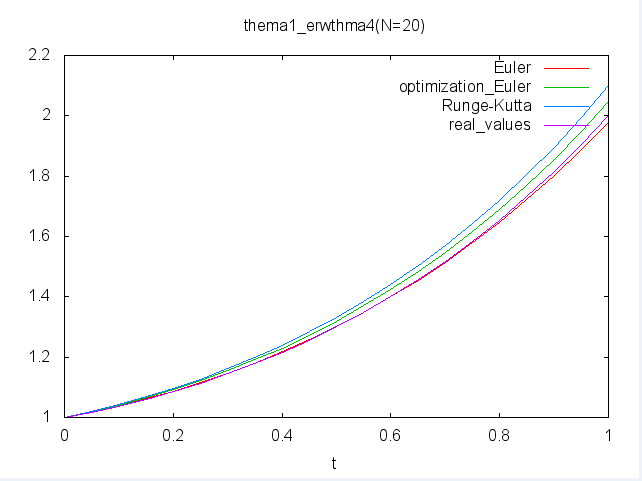 thema1_erwthma4(N=20)
2.2
Euler
optimization_Euler
Runge-Kutta
real_values
2
1.8
1.6
1.4
1.2
1
0 0.2 0.4 0.6 0.8 1
t